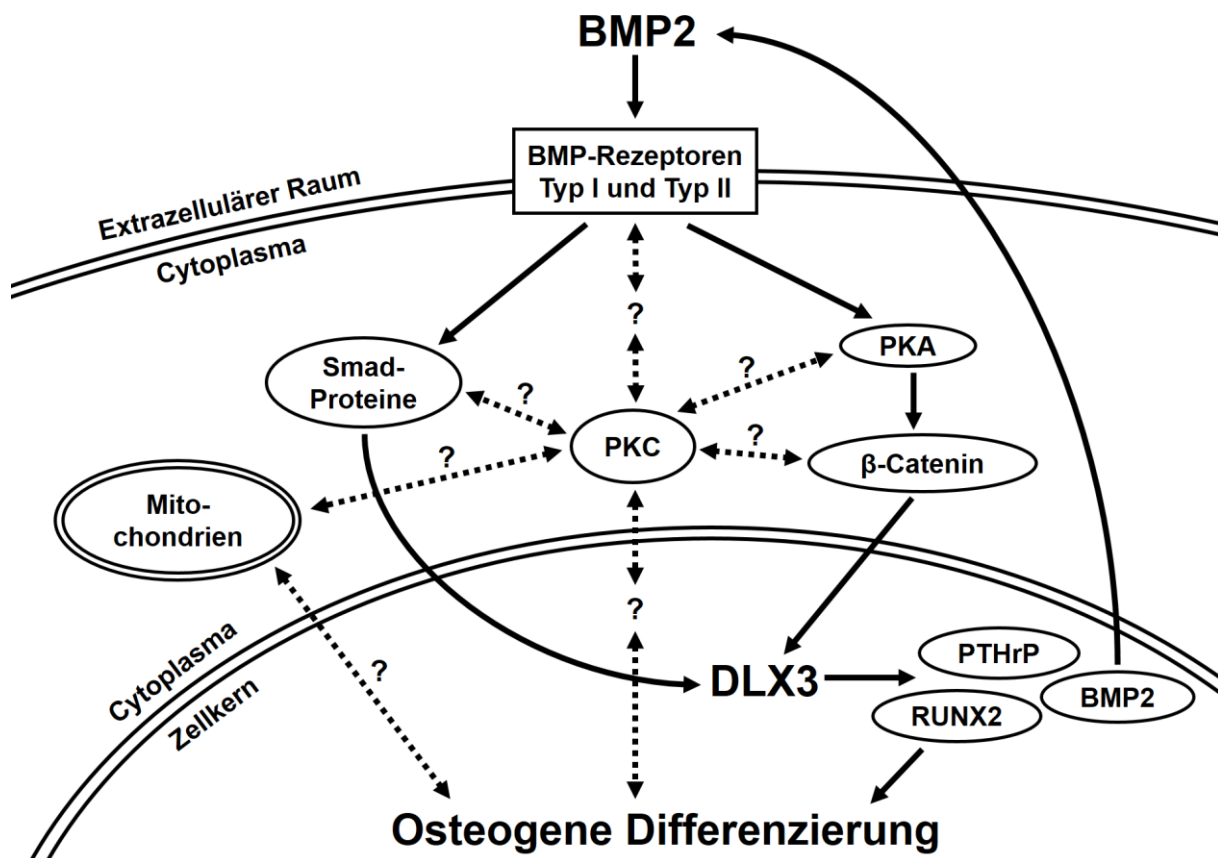 BMP2
BMP-Rezeptoren
Typ I und Typ II
Extrazellulärer Raum
Cytoplasma
?
PKA
?
Smad-
Proteine
?
PKC
?
β-Catenin
?
Mito-
chondrien
?
Cytoplasma
Zellkern
?
DLX3
PTHrP
BMP2
RUNX2
Osteogene Differenzierung